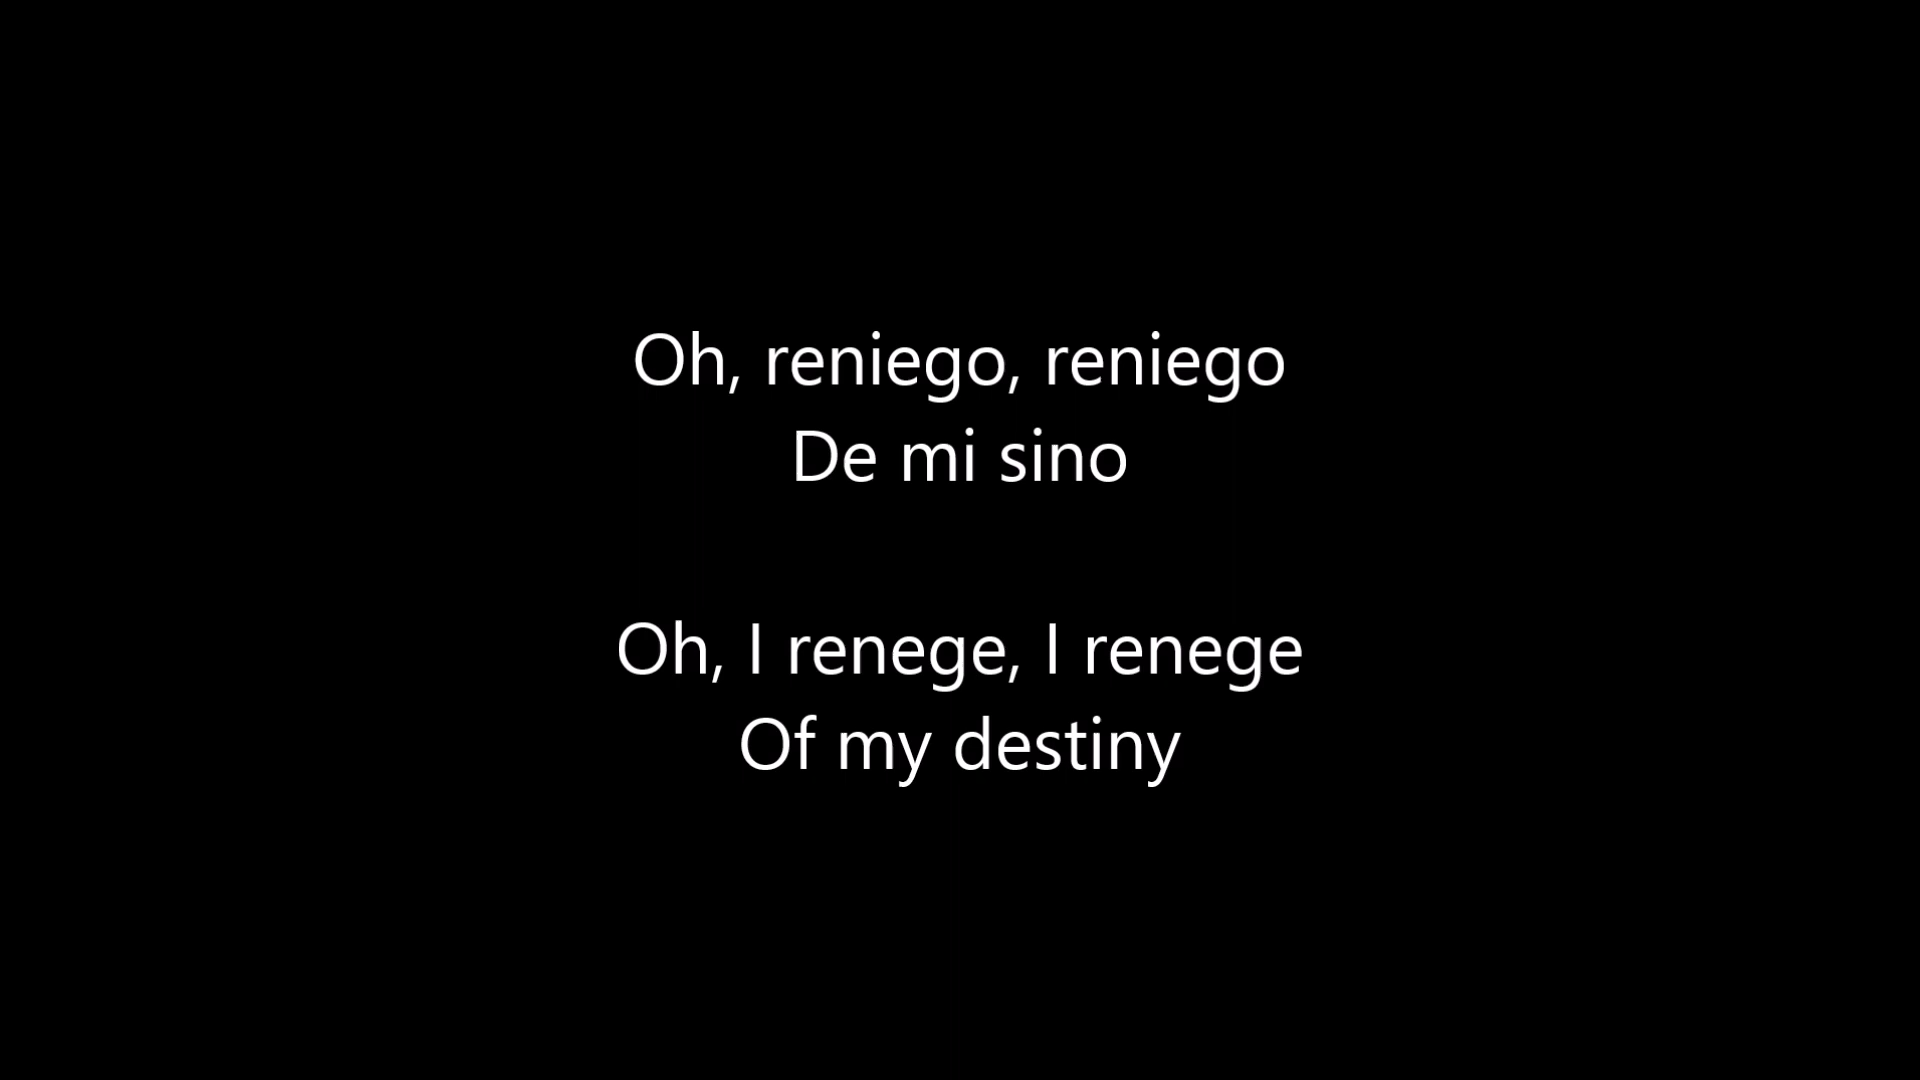 Oh, reniego, reniego
De mi sino
Oh, I renege, I renege
Of my destiny